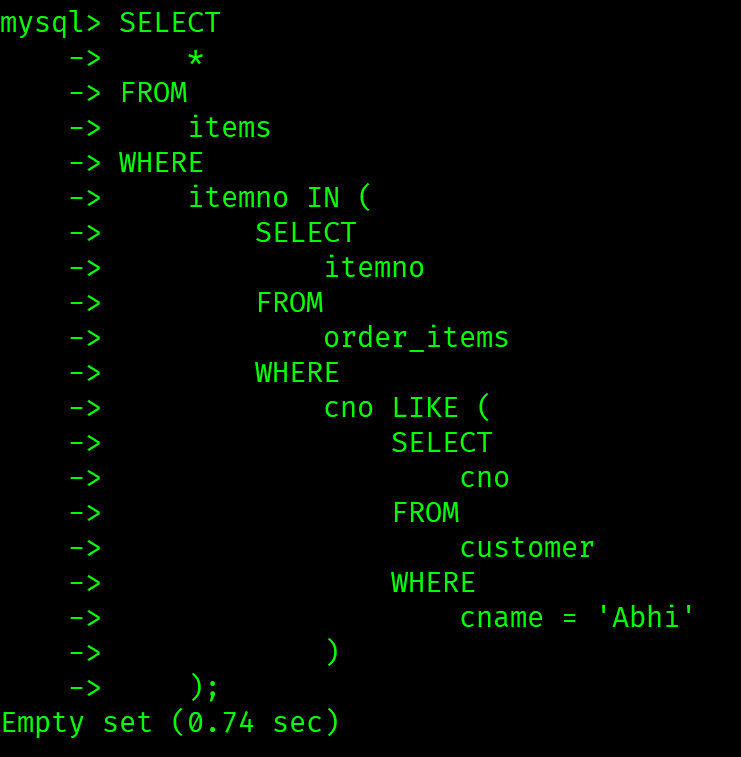 mysql> SELECT
    ->     *
    -> FROM
    ->     items
    -> WHERE
    ->     itemno IN (
    ->         SELECT
    ->             itemno
    ->         FROM
    ->             order_items
    ->         WHERE
    ->             cno LIKE (
    ->                 SELECT
    ->                     cno
    ->                 FROM
    ->                     customer
    ->                 WHERE
    ->                     cname = 'Abhi'
    ->             )
    ->     );
Empty set (0.74 sec)